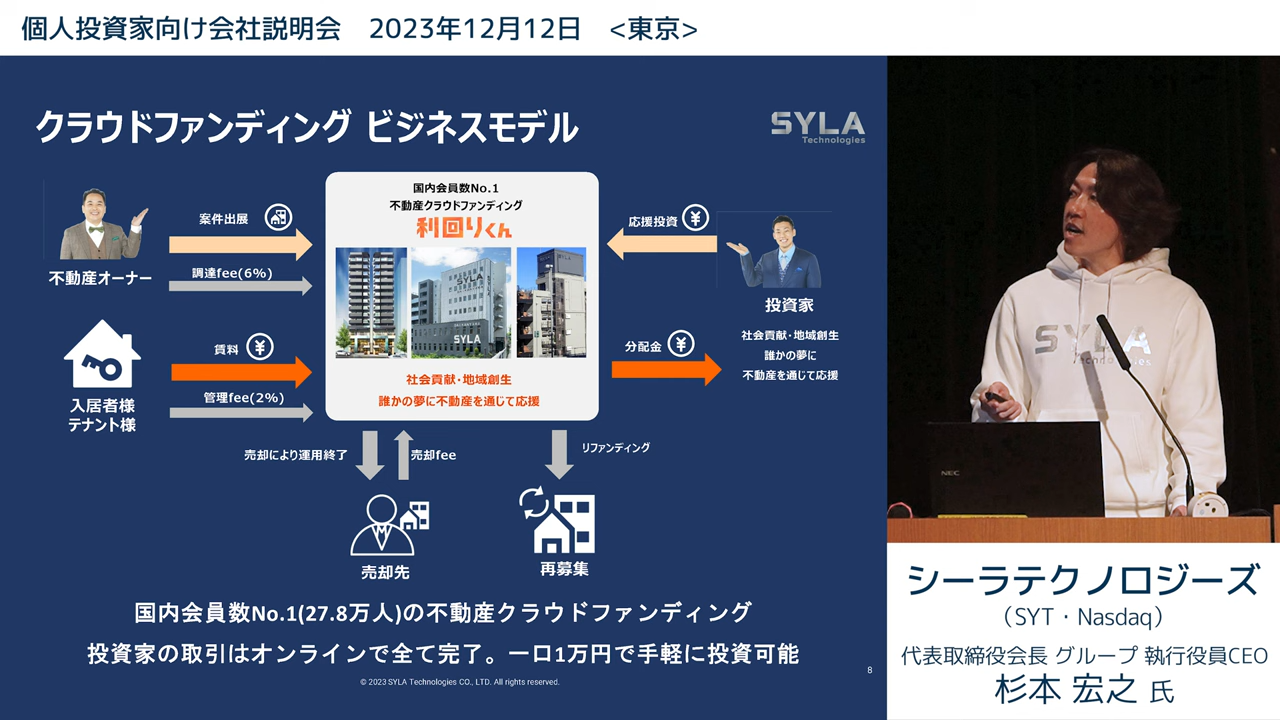 個人投資家向け会社説明会　2023年12月12日　<東京>
クラウドファンディング ビジネスモデル
SYLA
Technologies
国内会員数No.1
不動産クラウドファンディング
利回りくん
案件出展
調達fee(6%)
不動産オーナー
賃料
管理fee(2%)
入居者様
テナント様
SYLA
SYLA
SYLA
社会貢献・地域創生
誰かの夢に不動産を通じて応援
応援投資
投資家
分配金
社会貢献・地域創生
誰かの夢に
不動産を通じて応援
売却により運用終了
売却fee
リファンディング
売却先
再募集
国内会員数No.1(27.8万人)の不動産クラウドファンディング
投資家の取引はオンラインで全て完了。一口1万円で手軽に投資可能
© 2023 SYLA Technologies CO., LTD. All rights reserved.
8
SYLA
Technologies
NEC
シーラテクノロジーズ
（SYT・Nasdaq）
代表取締役会長 グループ 執行役員CEO
杉本 宏之 氏